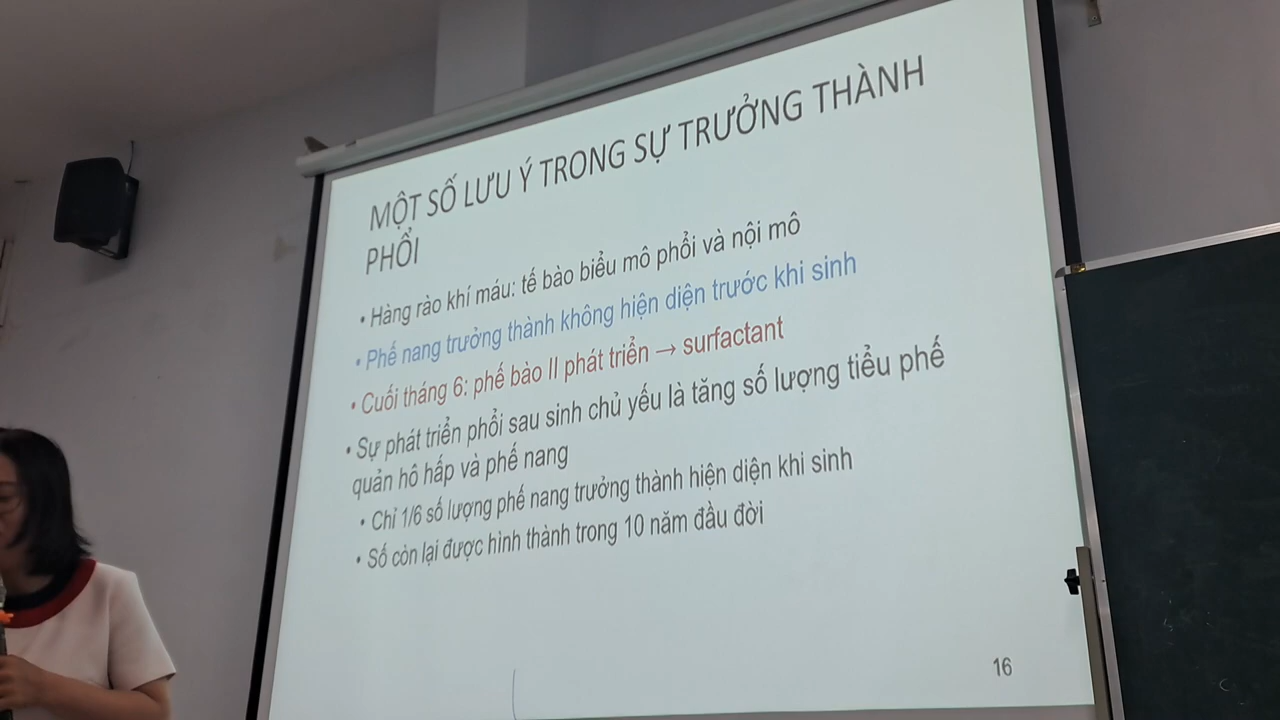 MỘT SỐ LƯU Ý TRONG SỰ TRƯỞNG THÀNH
PHỔI
• Hàng rào khí máu: tế bào biểu mô phổi và nội mô
• Phế nang trưởng thành không hiện diện trước khi sinh
• Cuối tháng 6: phế bào II phát triển → surfactant
• Sự phát triển phổi sau sinh chủ yếu là tăng số lượng tiểu phế
quản hô hấp và phế nang
• Chỉ 1/6 số lượng phế nang trưởng thành hiện diện khi sinh
• Số còn lại được hình thành trong 10 năm đầu đời
16